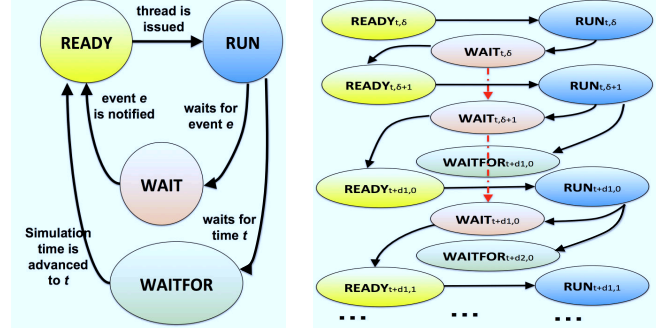 thread is
issued
READY
RUN
event e
is notified
waits for
event e
WAIT
waits for
time t
Simulation
time is
advanced
to t
WAITFOR
READYt,δ
RUNt,δ
WAITt,δ
READYt,δ+1
RUNt,δ+1
WAITt,δ+1
WAITFORt+d1,0
READYt+d1,0
RUNt+d1,0
WAITt+d1,0
WAITFORt+d2,0
READYt+d1,1
RUNt+d1,1
... ... ...